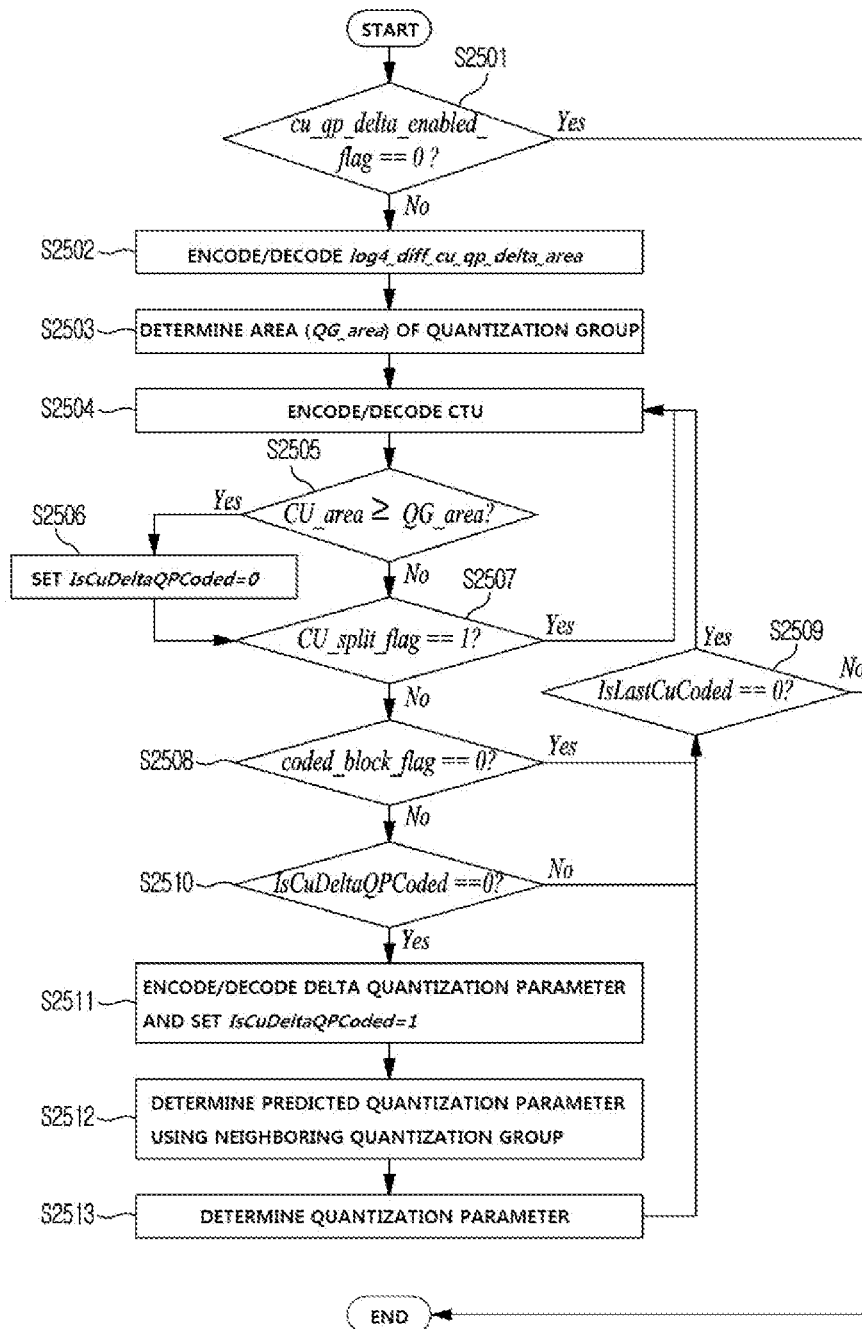 START
S2501
cu_qp_delta_enabled_
flag == 0 ?
Yes
No
S2502
ENCODE/DECODE log4_diff_cu_qp_delta_area
S2503
DETERMINE AREA (QG_area) OF QUANTIZATION GROUP
S2504
ENCODE/DECODE CTU
S2505
Yes
CU_area ≥ QG_area?
S2506
SET IsCuDeltaQPCoded=0
No
S2507
CU_split_flag == 1?
Yes
Yes
S2509
No
IsLastCuCoded == 0?
No
S2508
coded_block_flag == 0?
Yes
No
S2510
IsCuDeltaQPCoded ==0?
No
Yes
S2511
ENCODE/DECODE DELTA QUANTIZATION PARAMETER
AND SET IsCuDeltaQPCoded=1
S2512
DETERMINE PREDICTED QUANTIZATION PARAMETER
USING NEIGHBORING QUANTIZATION GROUP
S2513
DETERMINE QUANTIZATION PARAMETER
END